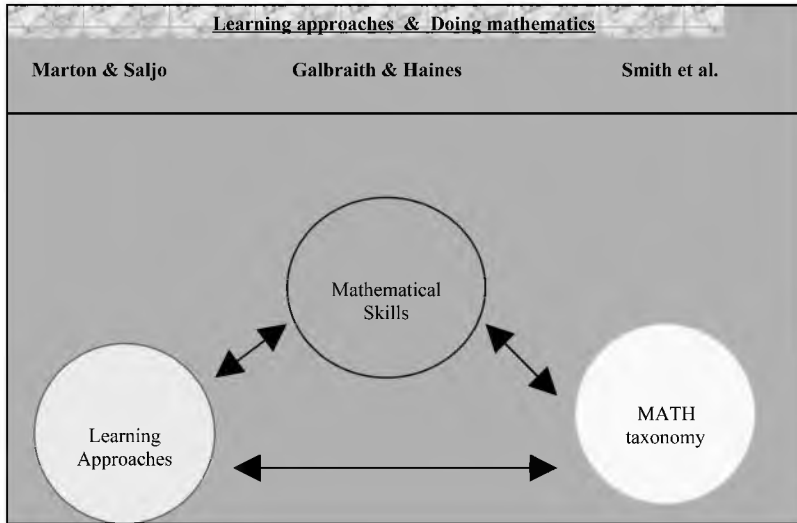 Learning approaches & Doing mathematics
Marton & Saljo Galbraith & Haines Smith et al.
Mathematical
Skills
Learning
Approaches
MATH
taxonomy